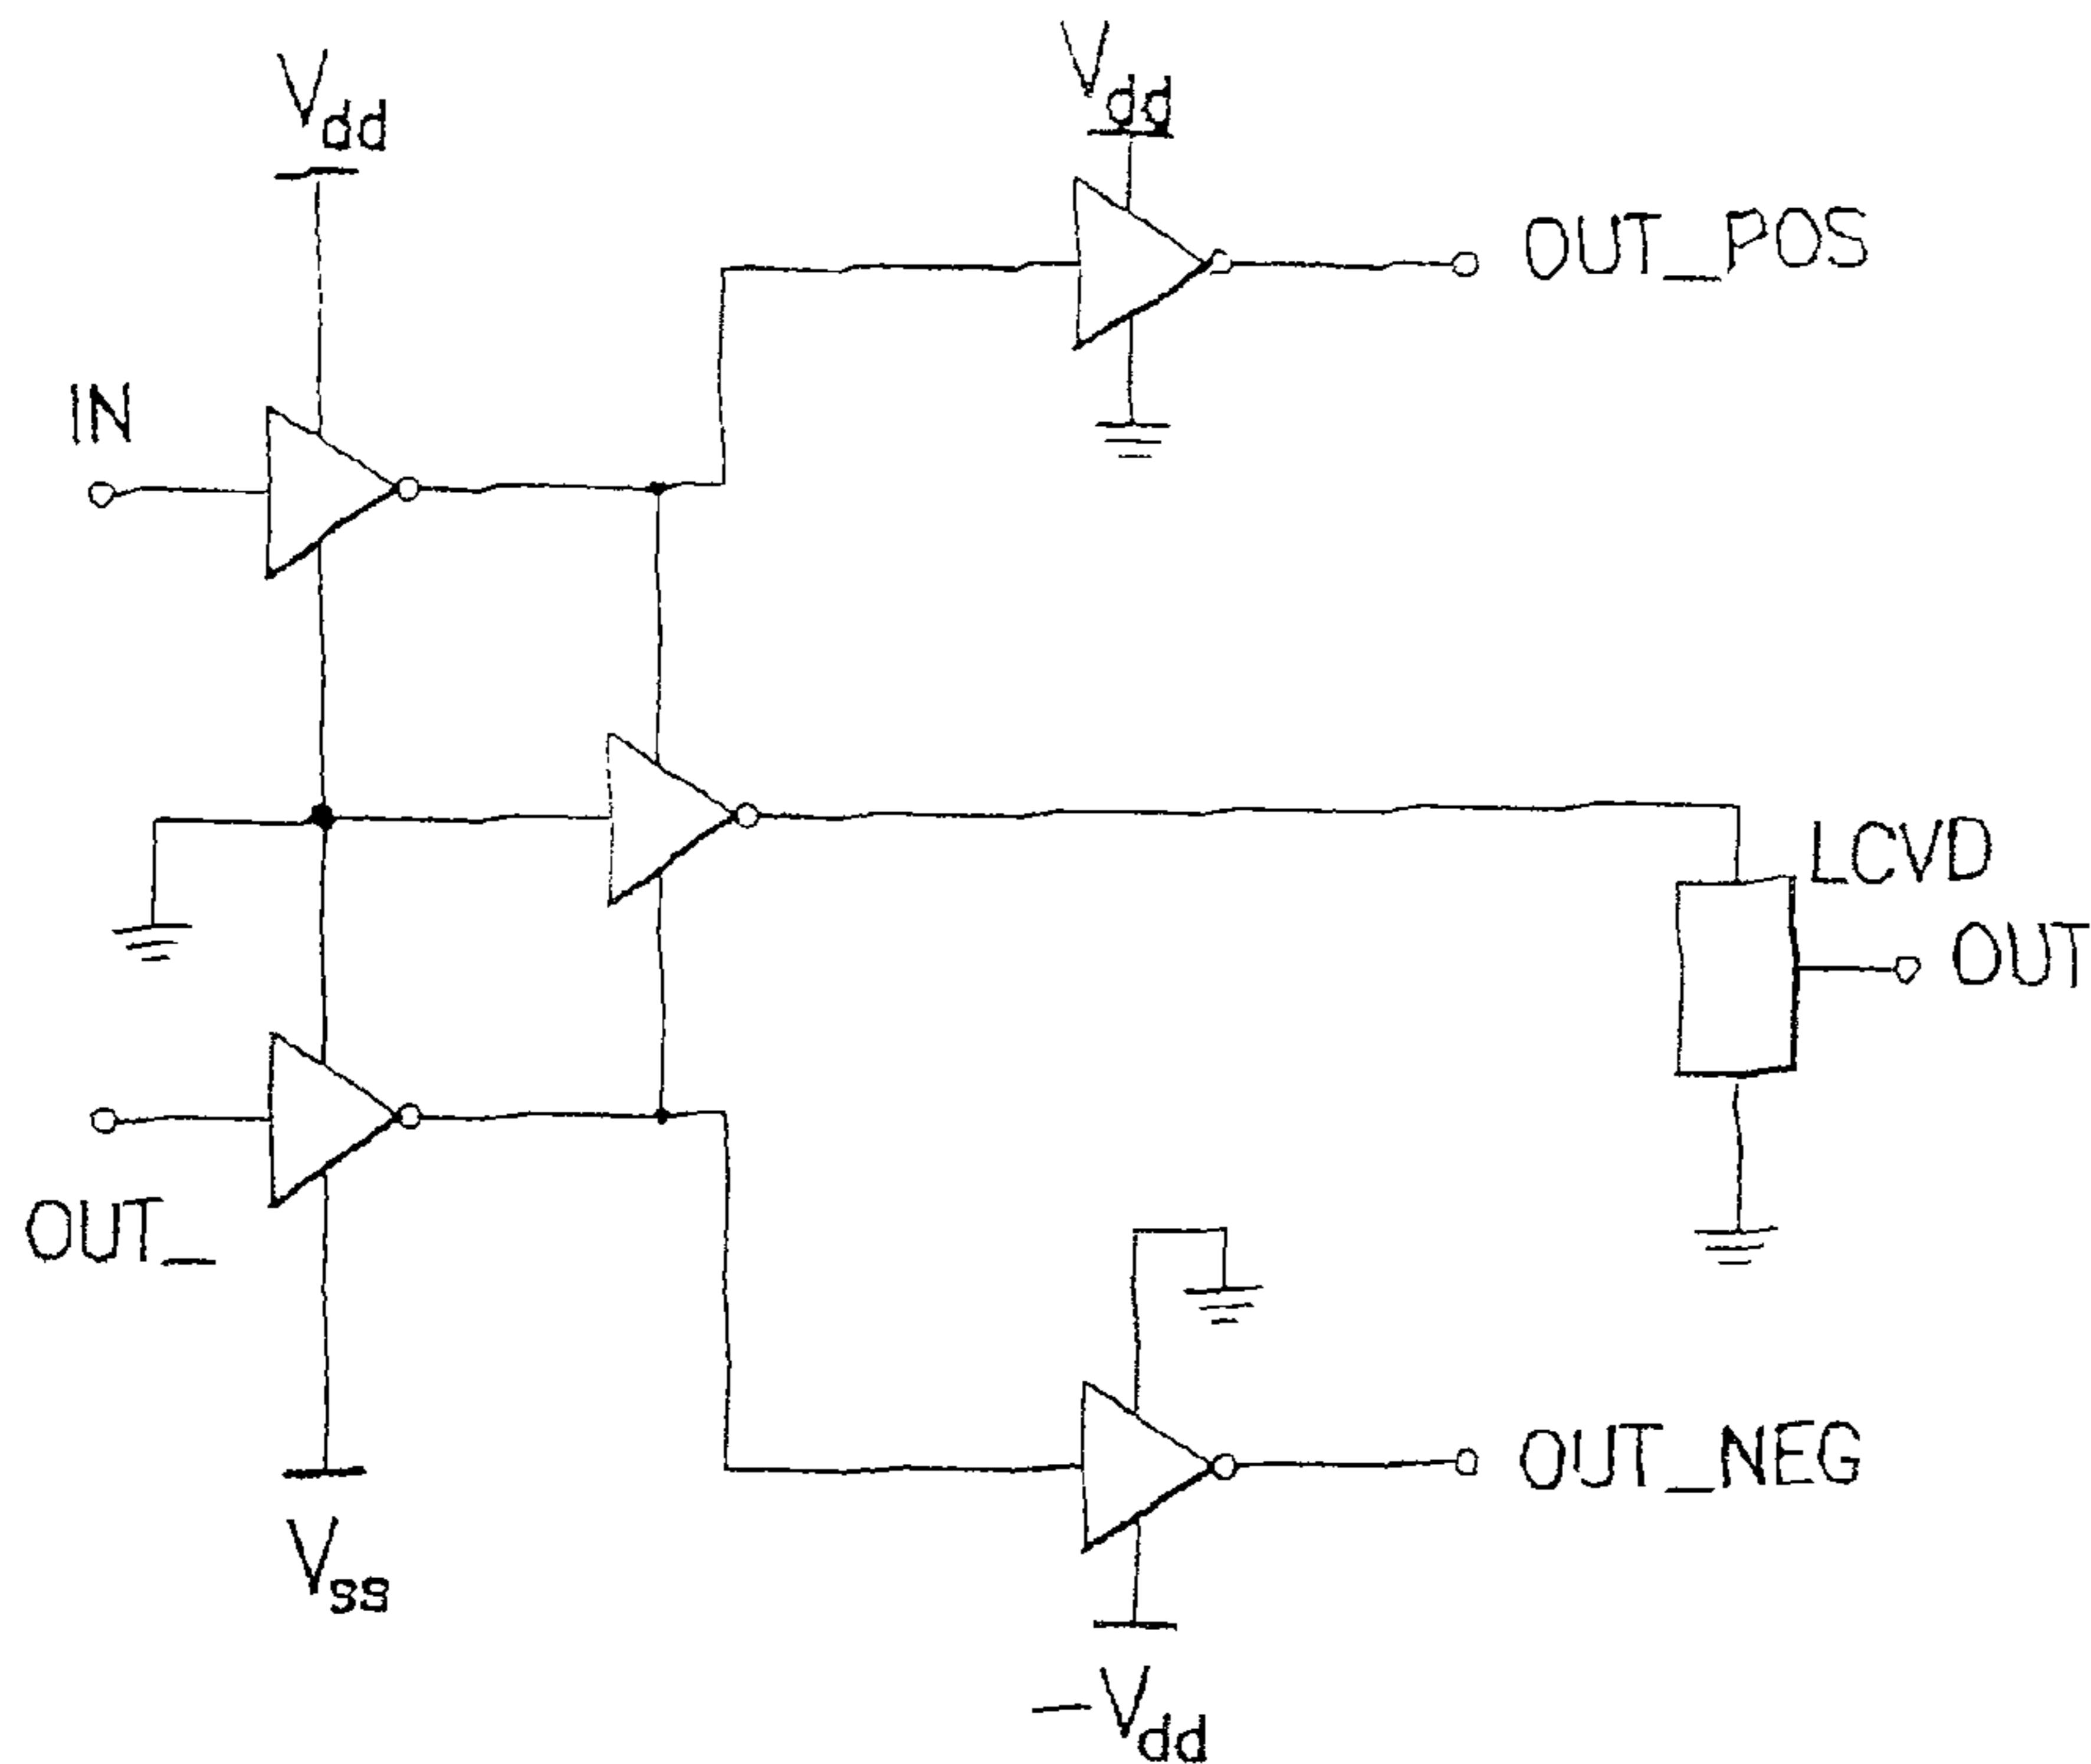 Vdd
Vdd
OUT_POS
IN
LCVD
OUT
OUT_
OUT_NEG
Vss
-Vdd